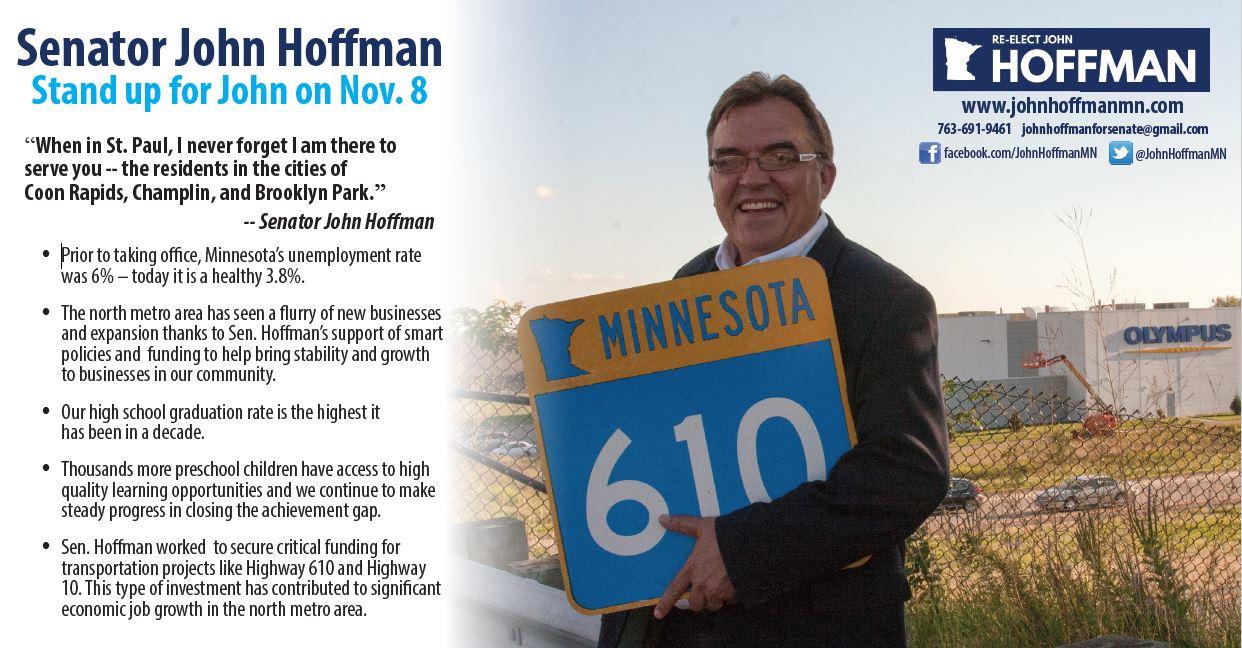 Senator John Hoffman
Stand up for John on Nov. 8
“When in St. Paul, I never forget I am there to
serve you -- the residents in the cities of
Coon Rapids, Champlin, and Brooklyn Park.”
-- Senator John Hoffman
• Prior to taking office, Minnesota’s unemployment rate
was 6% – today it is a healthy 3.8%.
• The north metro area has seen a flurry of new businesses
and expansion thanks to Sen. Hoffman’s support of smart
policies and funding to help bring stability and growth
to businesses in our community.
• Our high school graduation rate is the highest it
has been in a decade.
• Thousands more preschool children have access to high
quality learning opportunities and we continue to make
steady progress in closing the achievement gap.
• Sen. Hoffman worked to secure critical funding for
transportation projects like Highway 610 and Highway
10. This type of investment has contributed to significant
economic job growth in the north metro area.
RE-ELECT JOHN
HOFFMAN
www.johnhoffmanmn.com
763-691-9461 johnhoffmanforsenate@gmail.com
facebook.com/JohnHoffmanMN @JohnHoffmanMN
MINNESOTA
610
OLYMPUS